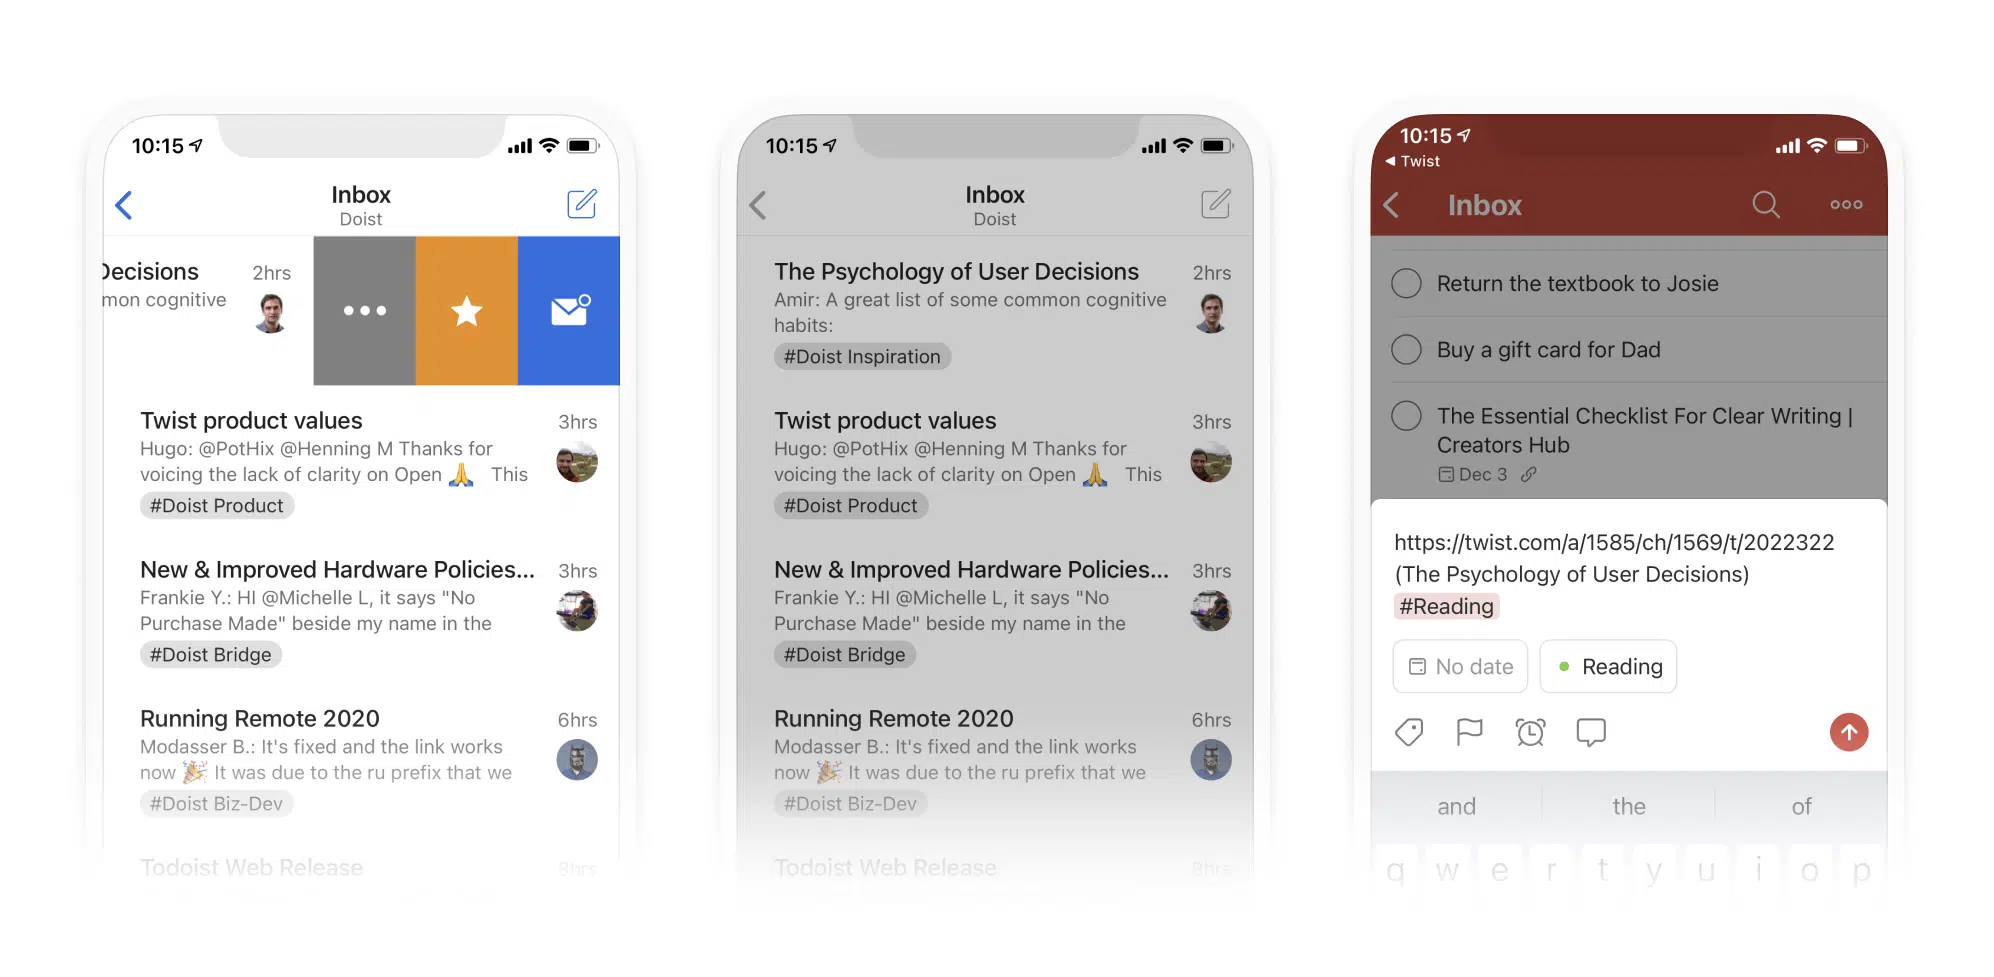 10:15
Inbox
Doist
Decisions 2hrs
mon cognitive
Twist product values 3hrs
Hugo: @PotHix @Henning M Thanks for
voicing the lack of clarity on Open 🙏 This
#Doist Product
New & Improved Hardware Policies... 3hrs
Frankie Y.: HI @Michelle L, it says "No
Purchase Made" beside my name in the
#Doist Bridge
Running Remote 2020 6hrs
Modasser B.: It's fixed and the link works
now 🎉 It was due to the ru prefix that we
#Doist Biz-Dev
Todoist Web Release 8hrs
10:15
Inbox
Doist
The Psychology of User Decisions 2hrs
Amir: A great list of some common cognitive
habits:
#Doist Inspiration
Twist product values 3hrs
Hugo: @PotHix @Henning M Thanks for
voicing the lack of clarity on Open 🙏 This
#Doist Product
New & Improved Hardware Policies... 3hrs
Frankie Y.: HI @Michelle L, it says "No
Purchase Made" beside my name in the
#Doist Bridge
Running Remote 2020 6hrs
Modasser B.: It's fixed and the link works
now 🎉 It was due to the ru prefix that we
#Doist Biz-Dev
Todoist Web Release 8hrs
10:15
Twist
Inbox
Return the textbook to Josie
Buy a gift card for Dad
The Essential Checklist For Clear Writing |
Creators Hub
Dec 3
https://twist.com/a/1585/ch/1569/t/2022322
(The Psychology of User Decisions)
#Reading
No date Reading
and the of
q w e r t y u i o p